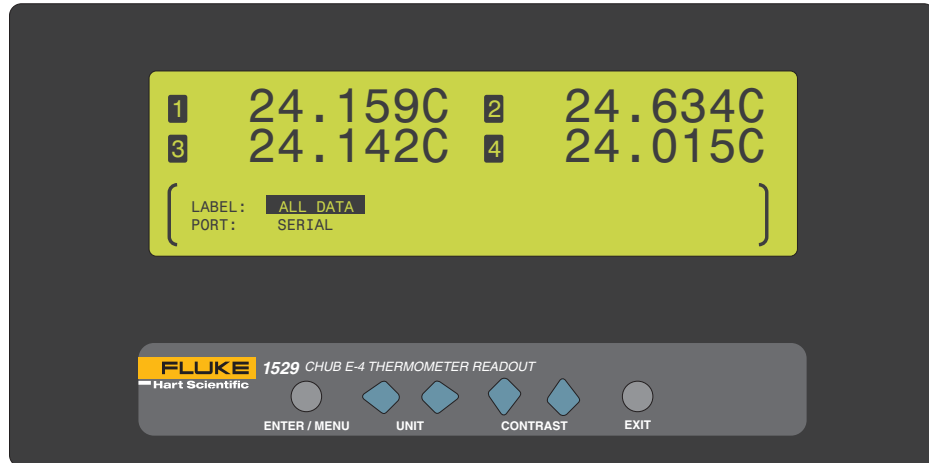 1 24.159C 2 24.634C
3 24.142C 4 24.015C
LABEL: ALL DATA
PORT: SERIAL
FLUKE
Hart Scientific
1529 CHUB E-4 THERMOMETER READOUT
ENTER / MENU UNIT CONTRAST EXIT